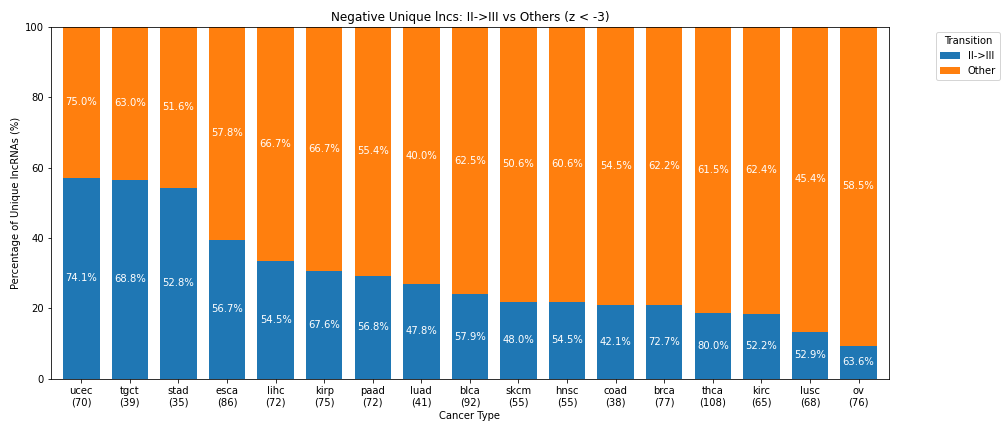 Negative Unique lncs: II->III vs Others (z < -3)
Transition
II->III
Other
Percentage of Unique lncRNAs (%)
100
80
60
40
20
0
75.0% 63.0% 51.6% 57.8% 66.7% 66.7% 55.4% 40.0% 62.5% 50.6% 60.6% 54.5% 62.2% 61.5% 62.4% 45.4% 58.5%
74.1% 68.8% 52.8% 56.7% 54.5% 67.6% 56.8% 47.8% 57.9% 48.0% 54.5% 42.1% 72.7% 80.0% 52.2% 52.9% 63.6%
ucec tgct stad esca lihc kirp paad luad blca skcm hnsc coad brca thca kirc lusc ov
(70) (39) (35) (86) (72) (75) (72) (41) (92) (55) (55) (38) (77) (108) (65) (68) (76)
Cancer Type